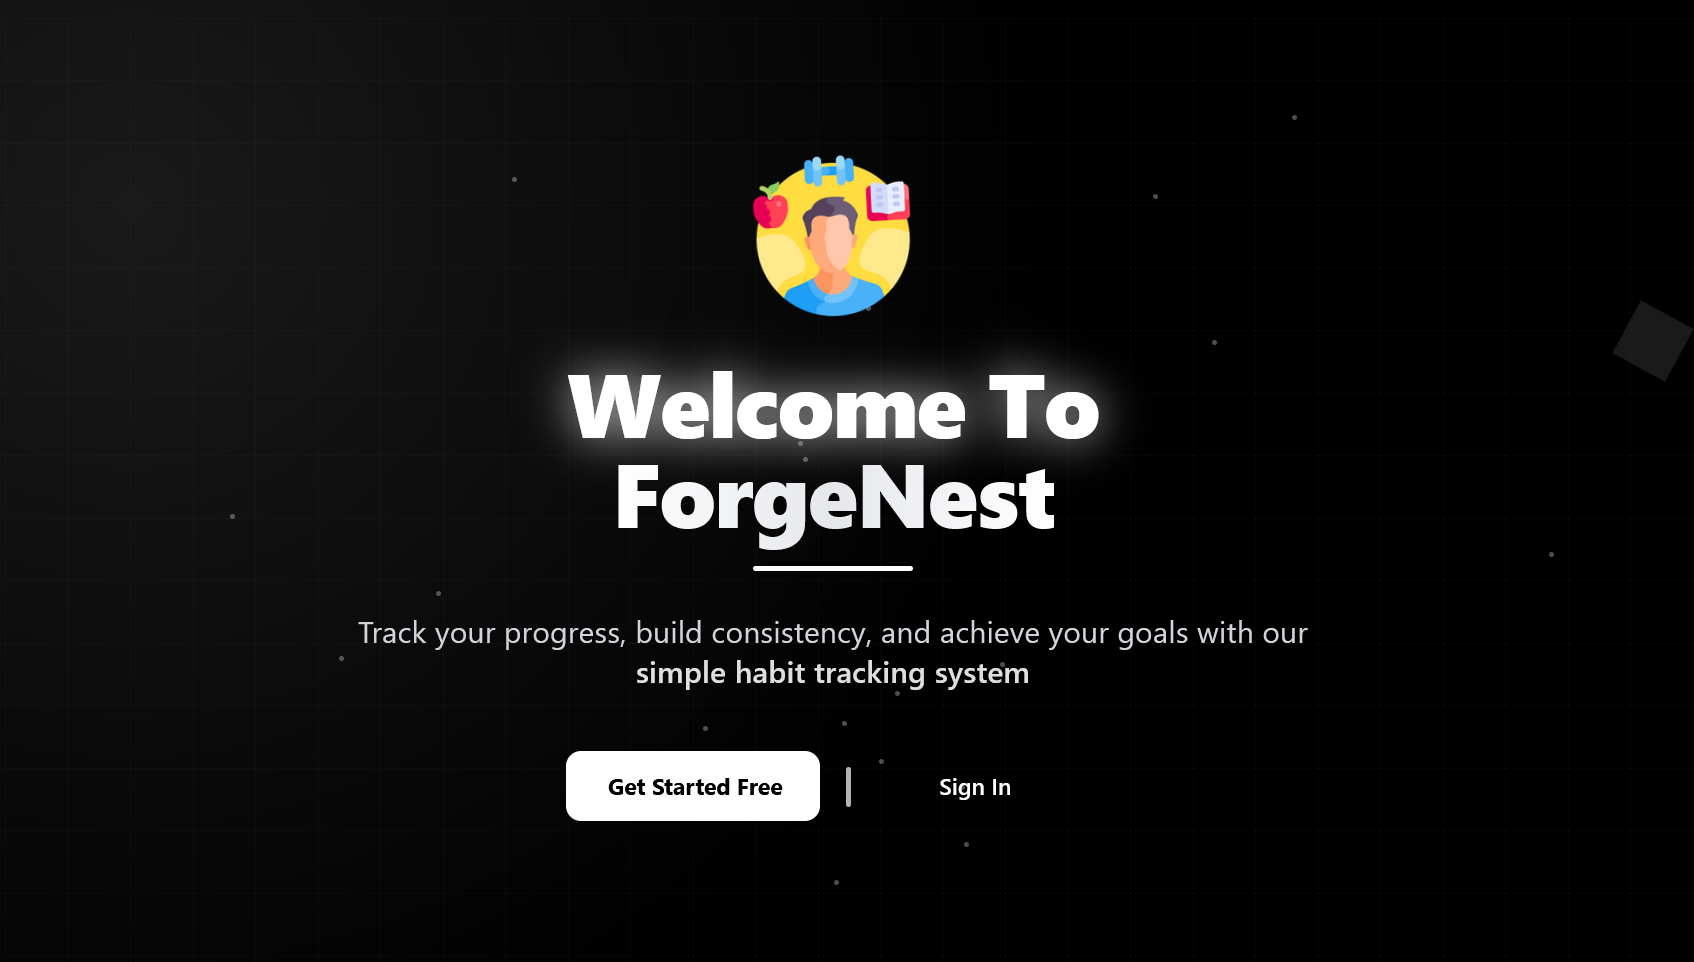 Welcome To
ForgeNest
Track your progress, build consistency, and achieve your goals with our
simple habit tracking system
Get Started Free
Sign In